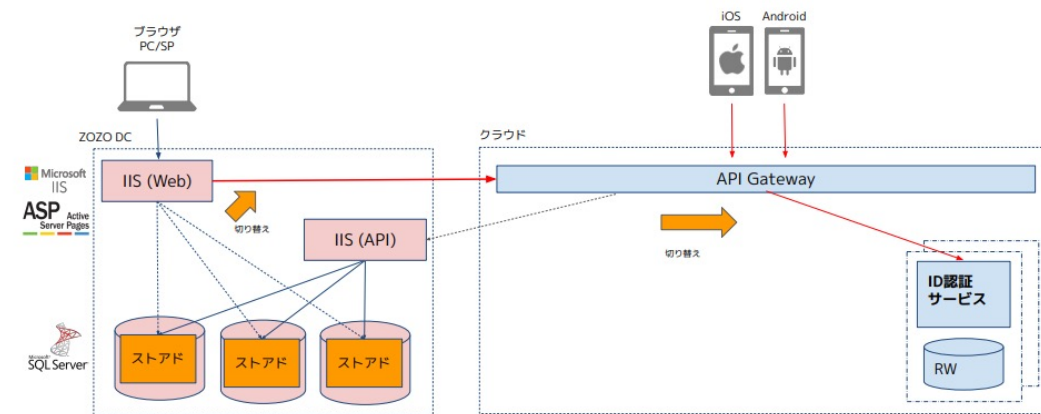 ブラウザ
PC/SP
iOS
Android
ZOZO DC
クラウド
Microsoft
IIS
IIS (Web)
API Gateway
ASP Active
Server Pages
切り替え
IIS (API)
切り替え
ID認証
サービス
Microsoft
SQL Server
ストアド
ストアド
ストアド
RW